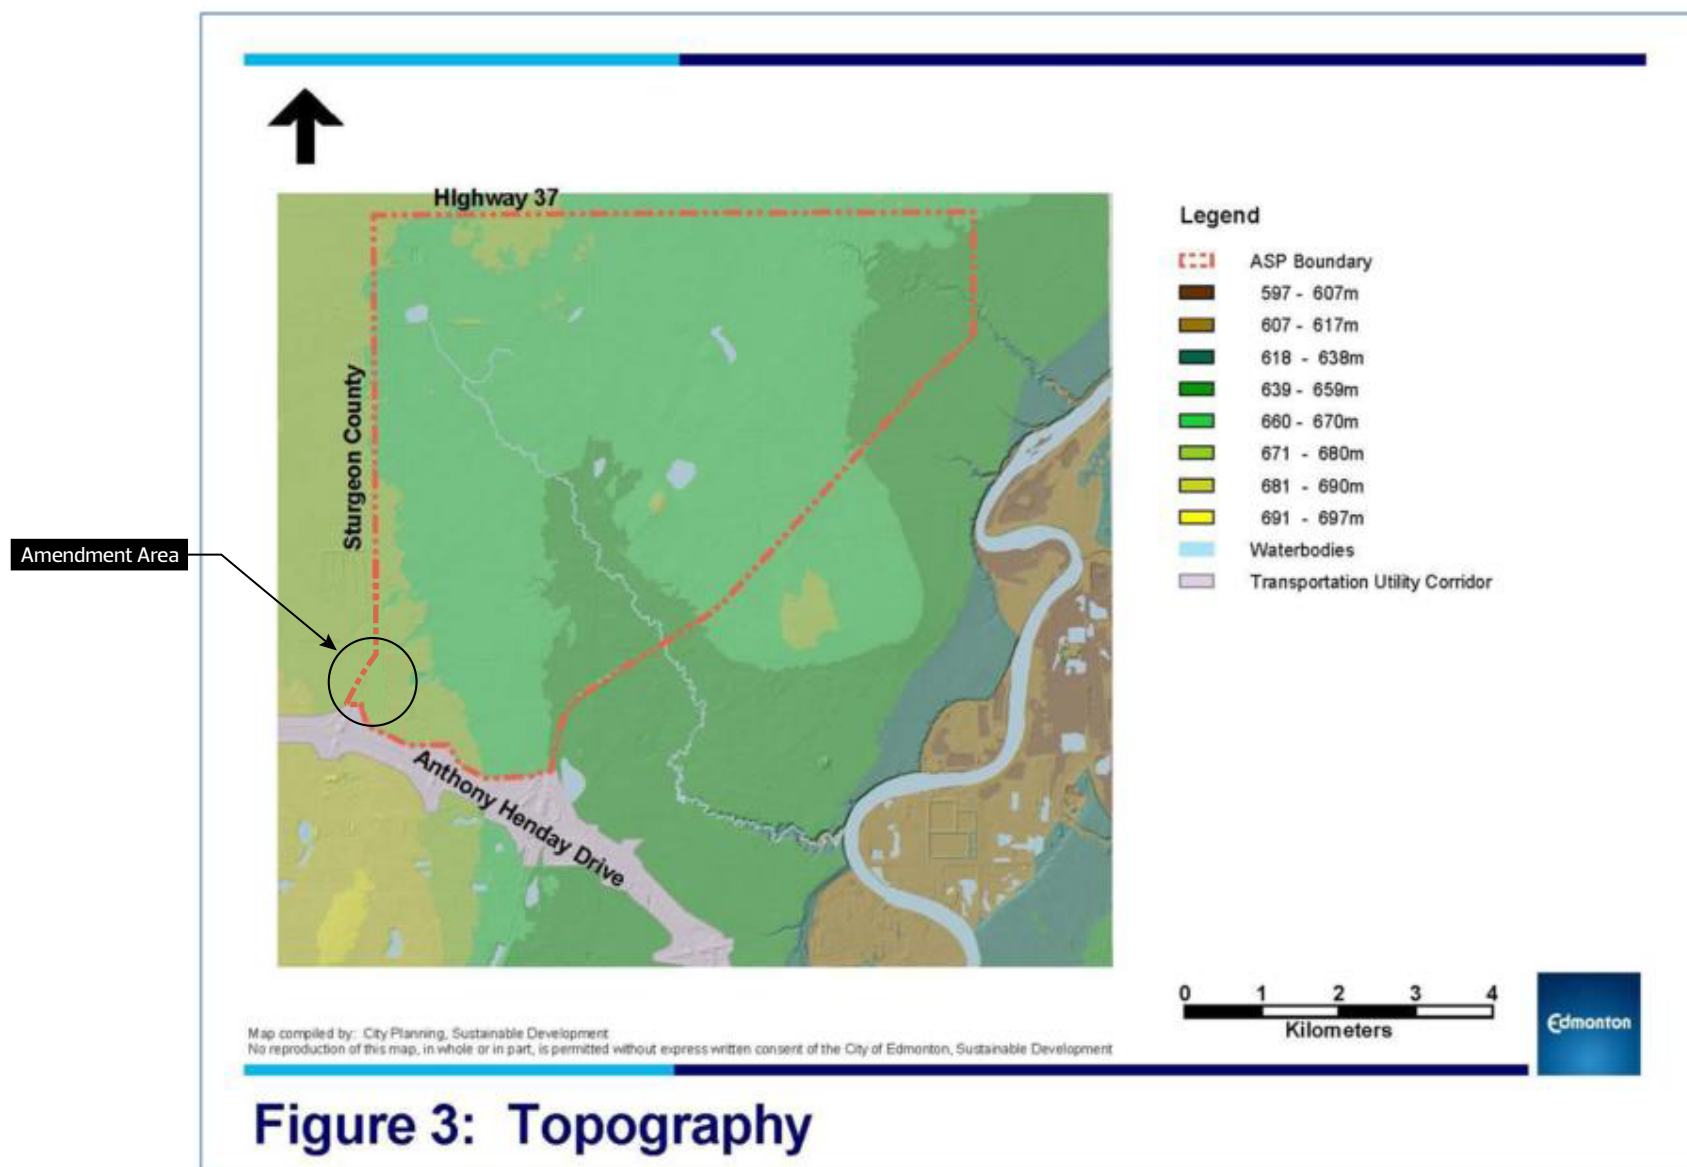 HIghway 37
Sturgeon County
Amendment Area
Anthony Henday Drive
Legend
ASP Boundary
597 - 607m
607 - 617m
618 - 638m
639 - 659m
660 - 670m
671 - 680m
681 - 690m
691 - 697m
Waterbodies
Transportation Utility Corridor
0 1 2 3 4
Kilometers
Edmonton
Map compiled by: City Planning, Sustainable Development
No reproduction of this map, in whole or in part, is permitted without express written consent of the City of Edmonton, Sustainable Development
Figure 3: Topography